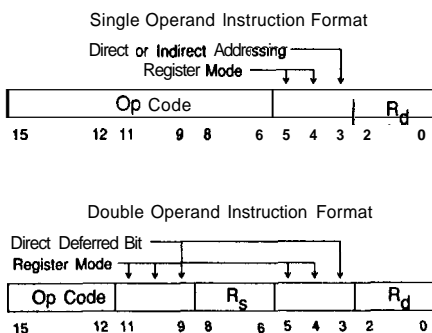 Single Operand Instruction Format
Direct or Indirect Addressing
Register Mode
Op Code Rd
15 12 11 9 8 6 5 4 3 2 0
Double Operand Instruction Format
Direct Deferred Bit
Register Mode
Op Code Rs Rd
15 12 11 9 8 6 5 4 3 2 0